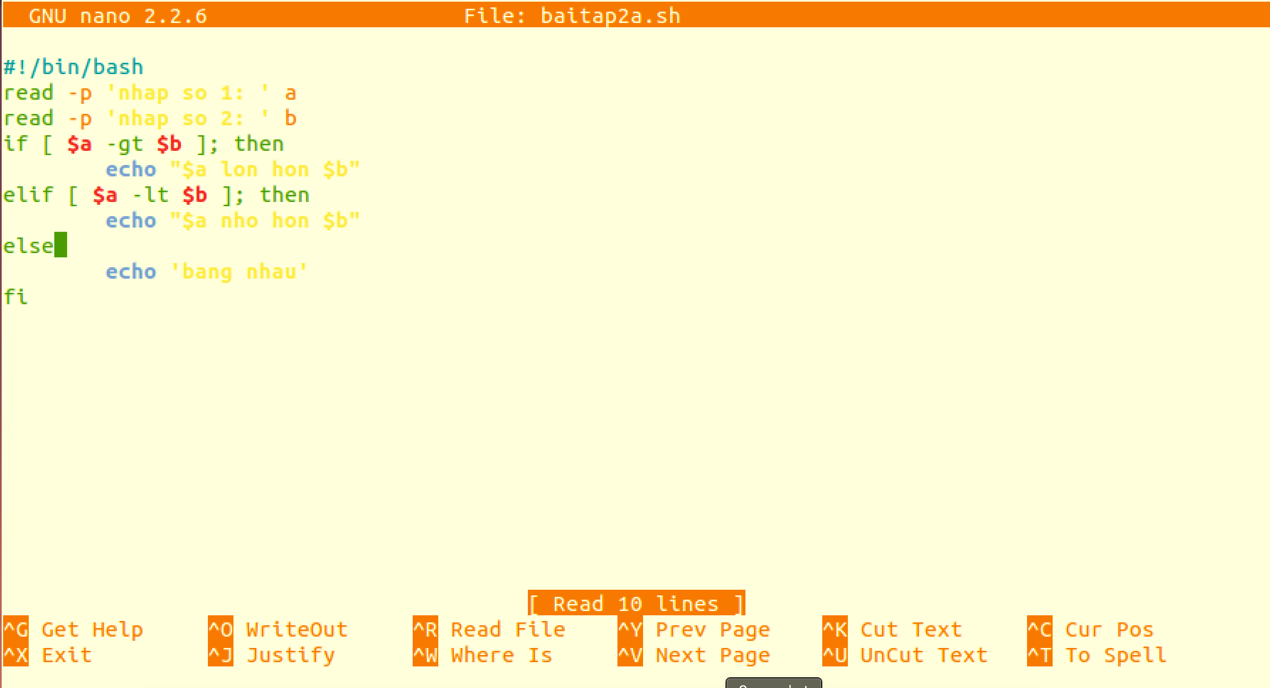 GNU nano 2.2.6 File: baitap2a.sh
#!/bin/bash
read -p 'nhap so 1: ' a
read -p 'nhap so 2: ' b
if [ $a -gt $b ]; then
echo "$a lon hon $b"
elif [ $a -lt $b ]; then
echo "$a nho hon $b"
else
echo 'bang nhau'
fi
[ Read 10 lines ]
^G Get Help ^O WriteOut ^R Read File ^Y Prev Page ^K Cut Text ^C Cur Pos
^X Exit ^J Justify ^W Where Is ^V Next Page ^U UnCut Text ^T To Spell